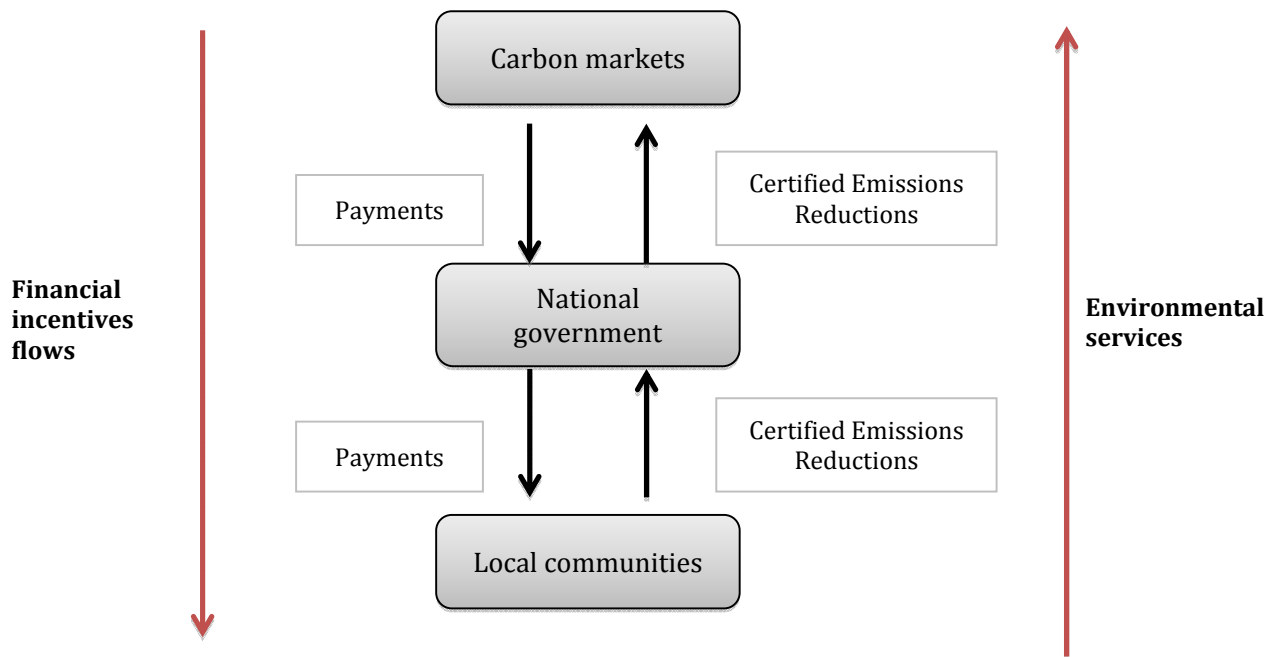 Carbon markets
Payments
Certified Emissions
Reductions
Financial
incentives
flows
National
government
Environmental
services
Payments
Certified Emissions
Reductions
Local communities